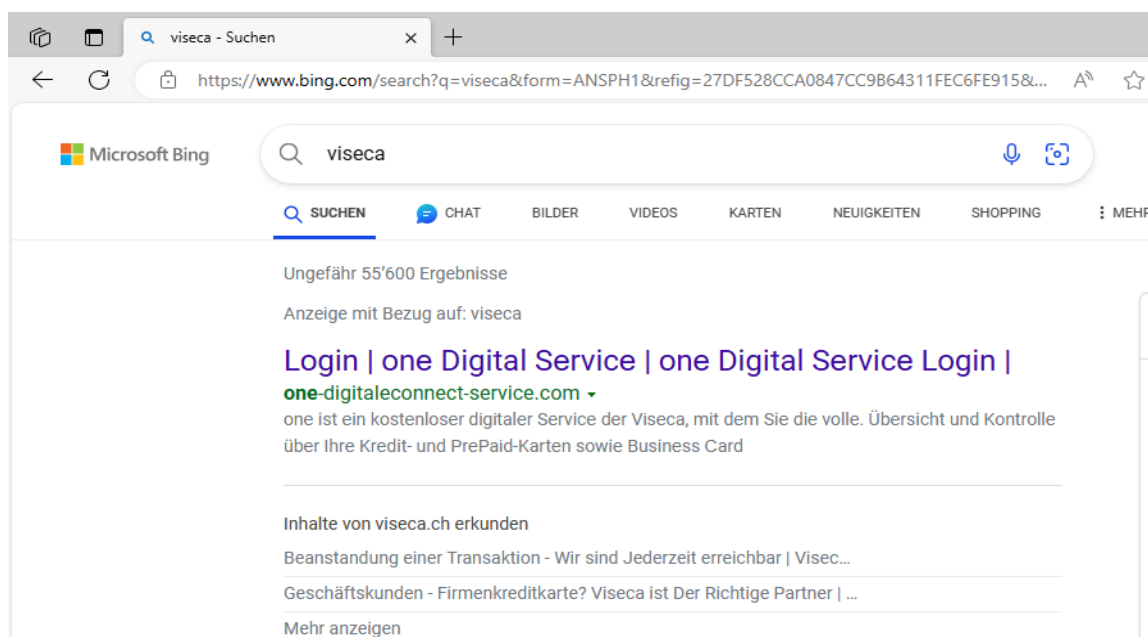 viseca - Suchen
https://www.bing.com/search?q=viseca&form=ANSPH1&refig=27DF528CCA0847CC9B64311FEC6FE915&...
Microsoft Bing
viseca
SUCHEN CHAT BILDER VIDEOS KARTEN NEUIGKEITEN SHOPPING MEHR
Ungefähr 55'600 Ergebnisse
Anzeige mit Bezug auf: viseca
Login | one Digital Service | one Digital Service Login |
one-digitaleconnect-service.com
one ist ein kostenloser digitaler Service der Viseca, mit dem Sie die volle. Übersicht und Kontrolle
über Ihre Kredit- und PrePaid-Karten sowie Business Card
Inhalte von viseca.ch erkunden
Beanstandung einer Transaktion - Wir sind Jederzeit erreichbar | Visec...
Geschäftskunden - Firmenkreditkarte? Viseca ist Der Richtige Partner | ...
Mehr anzeigen